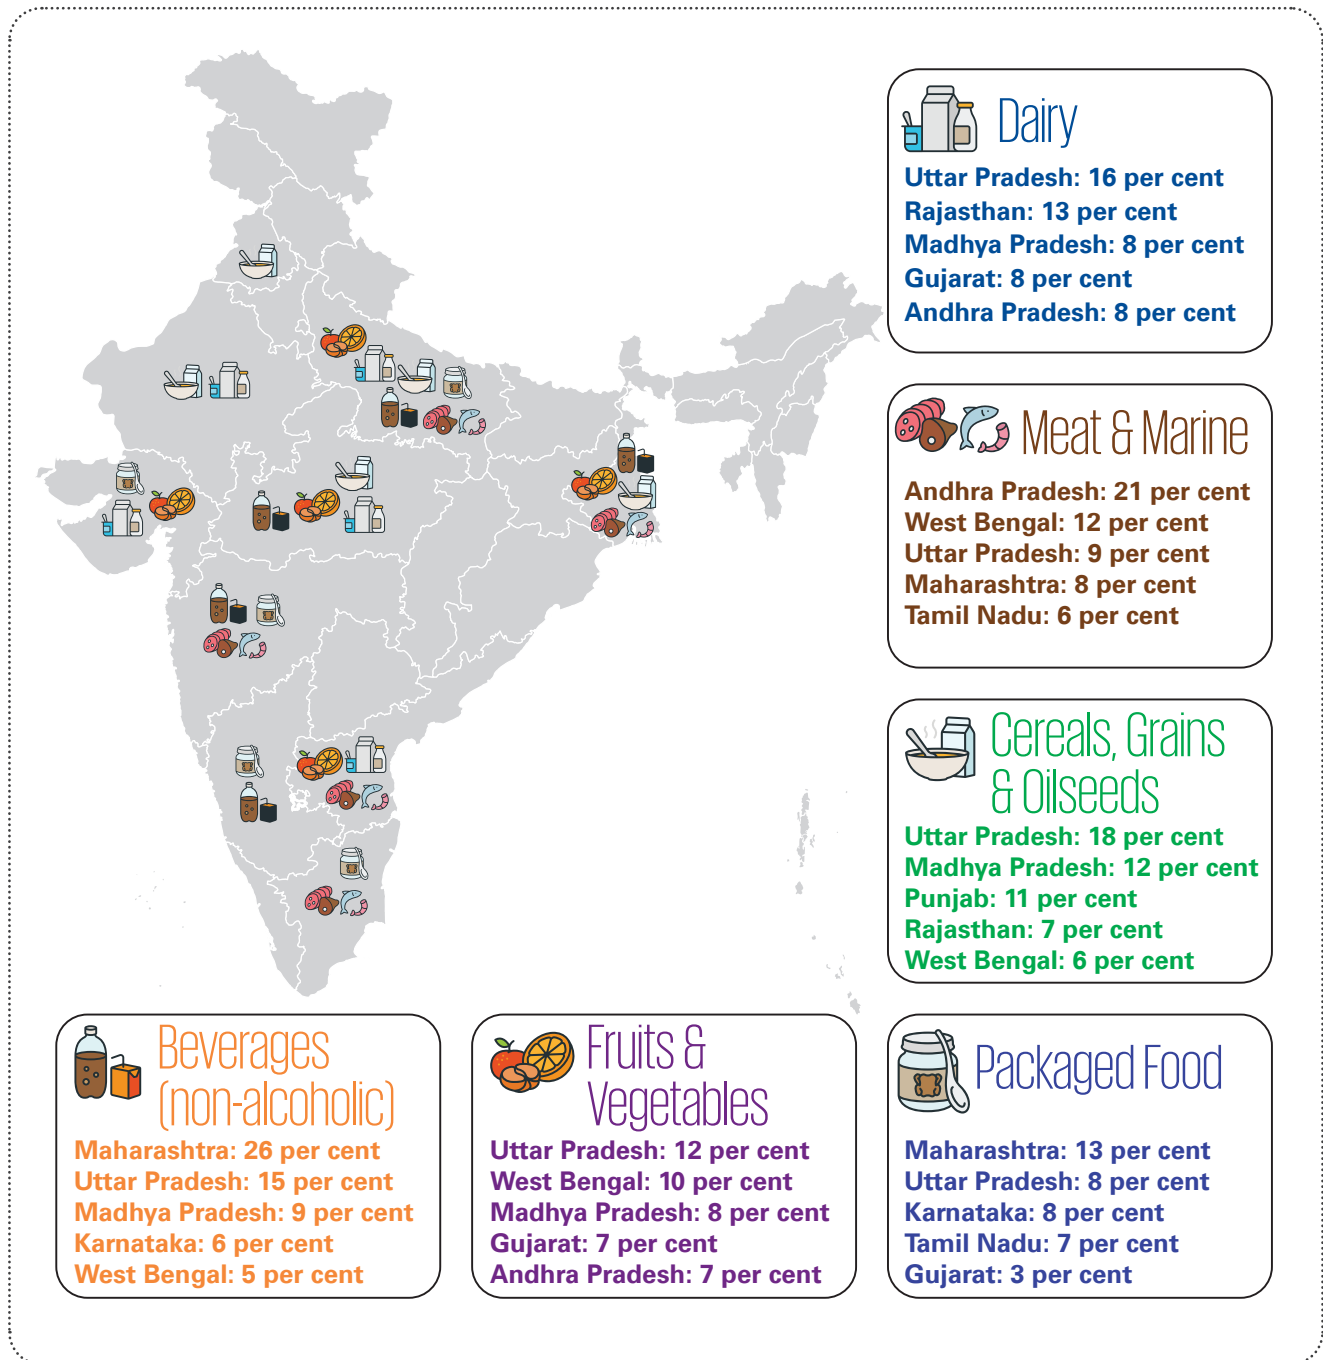 Dairy
Uttar Pradesh: 16 per cent
Rajasthan: 13 per cent
Madhya Pradesh: 8 per cent
Gujarat: 8 per cent
Andhra Pradesh: 8 per cent
Meat & Marine
Andhra Pradesh: 21 per cent
West Bengal: 12 per cent
Uttar Pradesh: 9 per cent
Maharashtra: 8 per cent
Tamil Nadu: 6 per cent
Cereals, Grains
& Oilseeds
Uttar Pradesh: 18 per cent
Madhya Pradesh: 12 per cent
Punjab: 11 per cent
Rajasthan: 7 per cent
West Bengal: 6 per cent
Beverages
(non-alcoholic)
Maharashtra: 26 per cent
Uttar Pradesh: 15 per cent
Madhya Pradesh: 9 per cent
Karnataka: 6 per cent
West Bengal: 5 per cent
Fruits &
Vegetables
Uttar Pradesh: 12 per cent
West Bengal: 10 per cent
Madhya Pradesh: 8 per cent
Gujarat: 7 per cent
Andhra Pradesh: 7 per cent
Packaged Food
Maharashtra: 13 per cent
Uttar Pradesh: 8 per cent
Karnataka: 8 per cent
Tamil Nadu: 7 per cent
Gujarat: 3 per cent